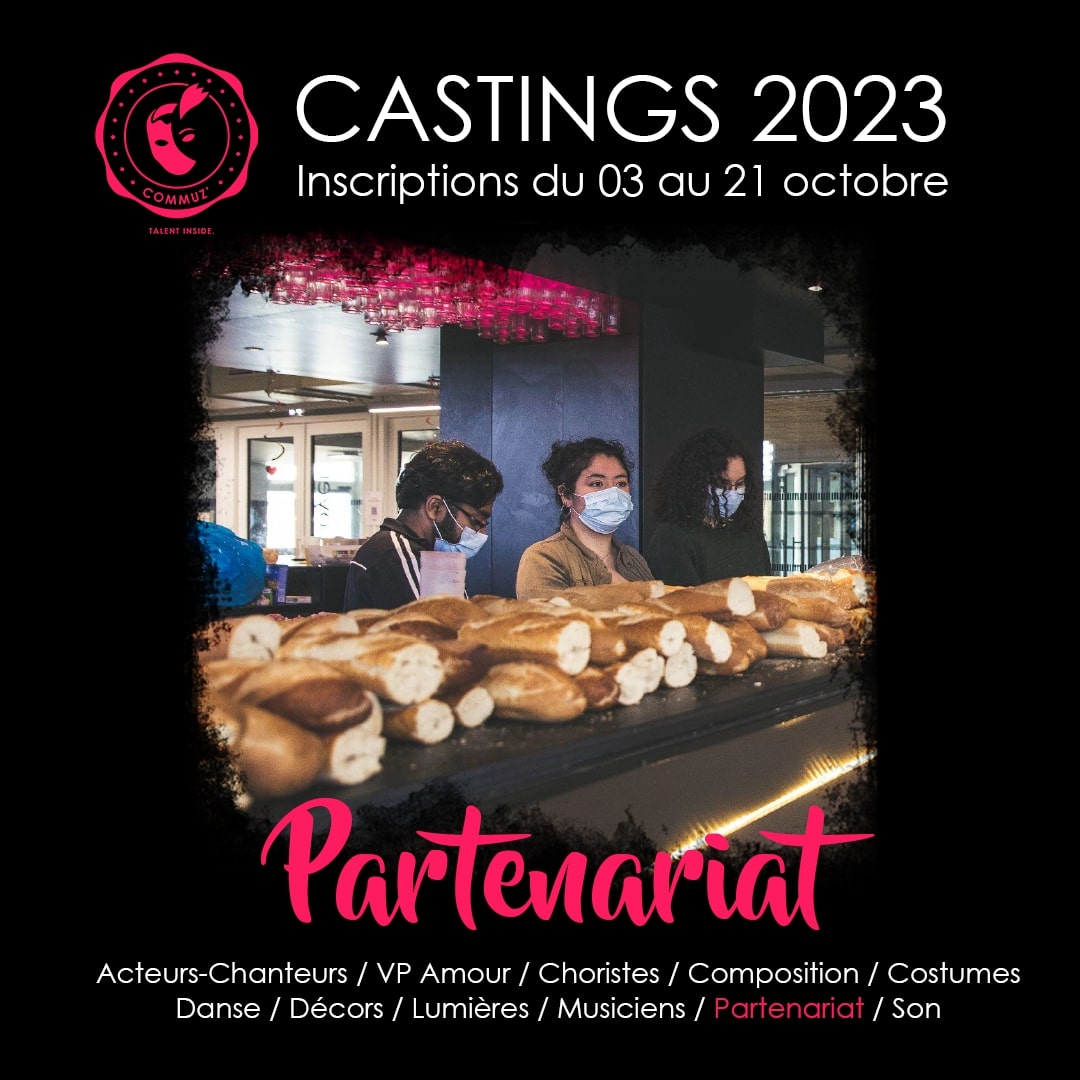 COMMUZ'
TALENT INSIDE.
CASTINGS 2023
Inscriptions du 03 au 21 octobre
Partenariat
Acteurs-Chanteurs / VP Amour / Choristes / Composition / Costumes
Danse / Décors / Lumières / Musiciens / Partenariat / Son